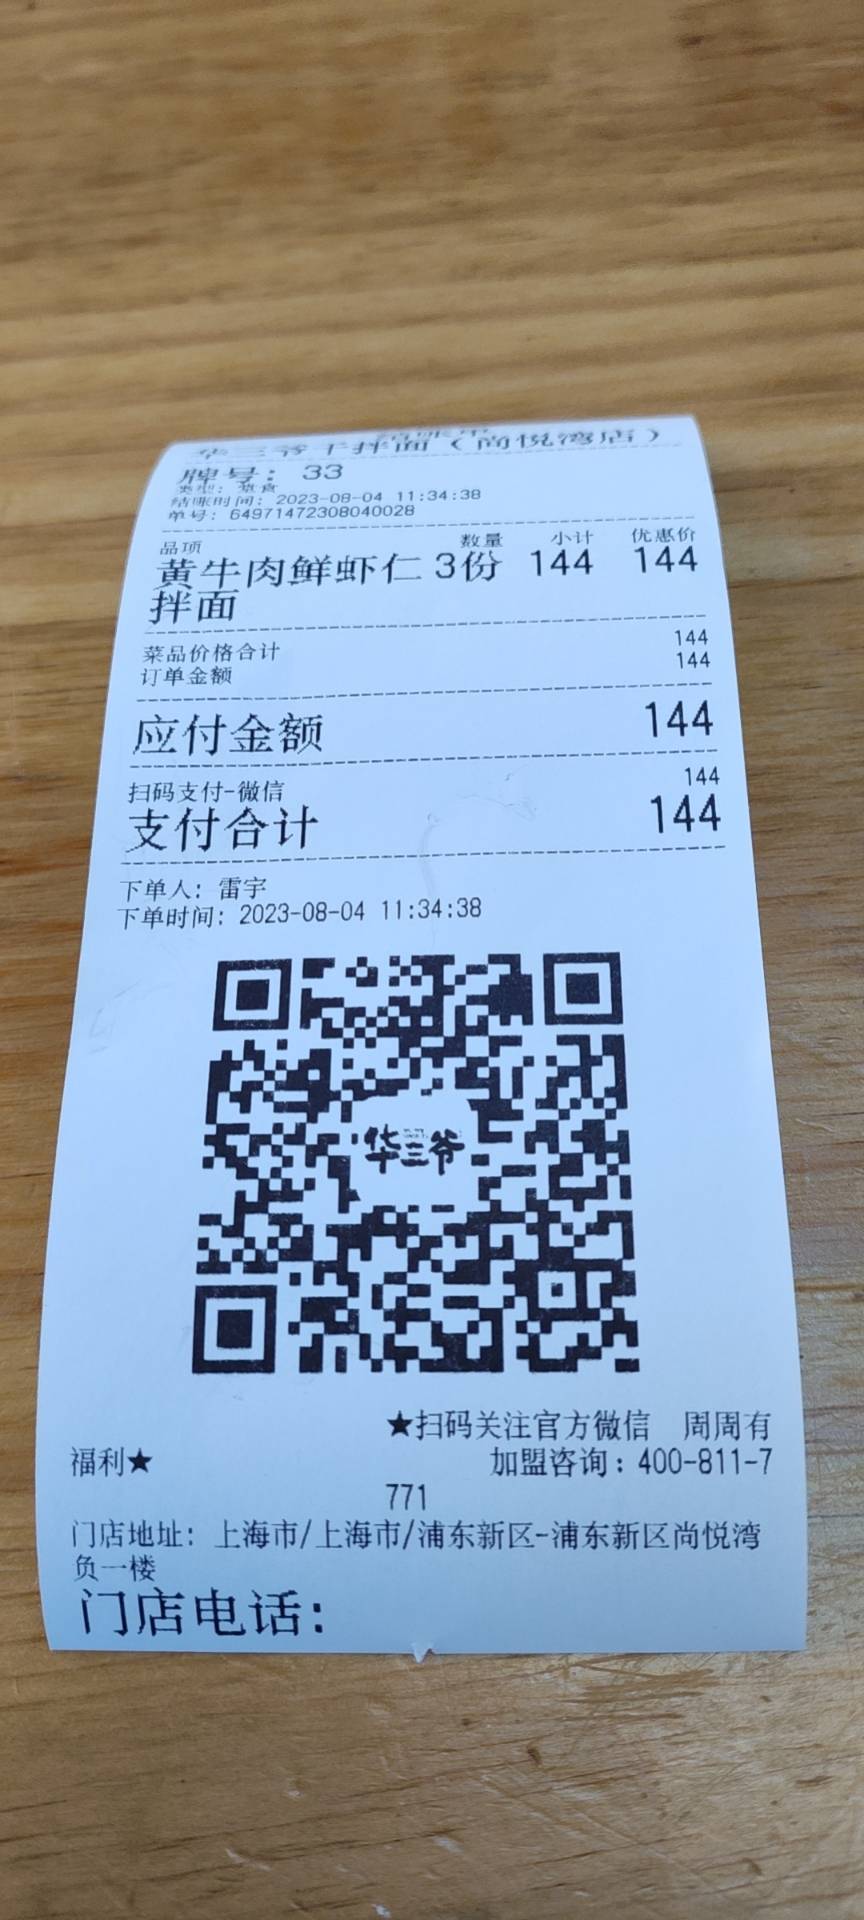 结账单
华三爷干拌面（尚悦湾店）
牌号：33
类型：堂食
结账时间：2023-08-04 11:34:38
单号：64971472308040028
品项 数量 小计 优惠价
黄牛肉鲜虾仁 3份 144 144
拌面
菜品价格合计 144
订单金额 144
应付金额 144
扫码支付-微信 144
支付合计 144
下单人：雷宇
下单时间：2023-08-04 11:34:38
华三爷
★扫码关注官方微信 周周有
福利★ 加盟咨询：400-811-7
771
门店地址：上海市/上海市/浦东新区-浦东新区尚悦湾
负一楼
门店电话：